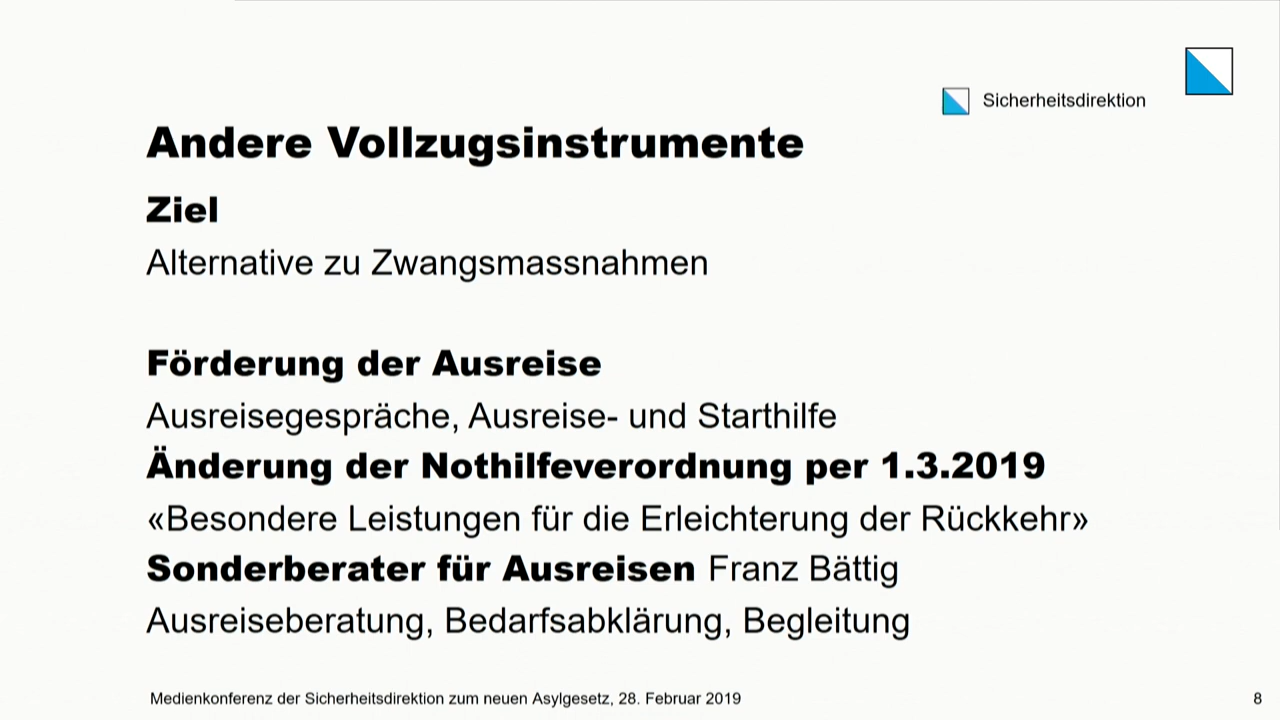 Sicherheitsdirektion
Andere Vollzugsinstrumente
Ziel
Alternative zu Zwangsmassnahmen
Förderung der Ausreise
Ausreisegespräche, Ausreise- und Starthilfe
Änderung der Nothilfeverordnung per 1.3.2019
«Besondere Leistungen für die Erleichterung der Rückkehr»
Sonderberater für Ausreisen Franz Bättig
Ausreiseberatung, Bedarfsabklärung, Begleitung
Medienkonferenz der Sicherheitsdirektion zum neuen Asylgesetz, 28. Februar 2019 8